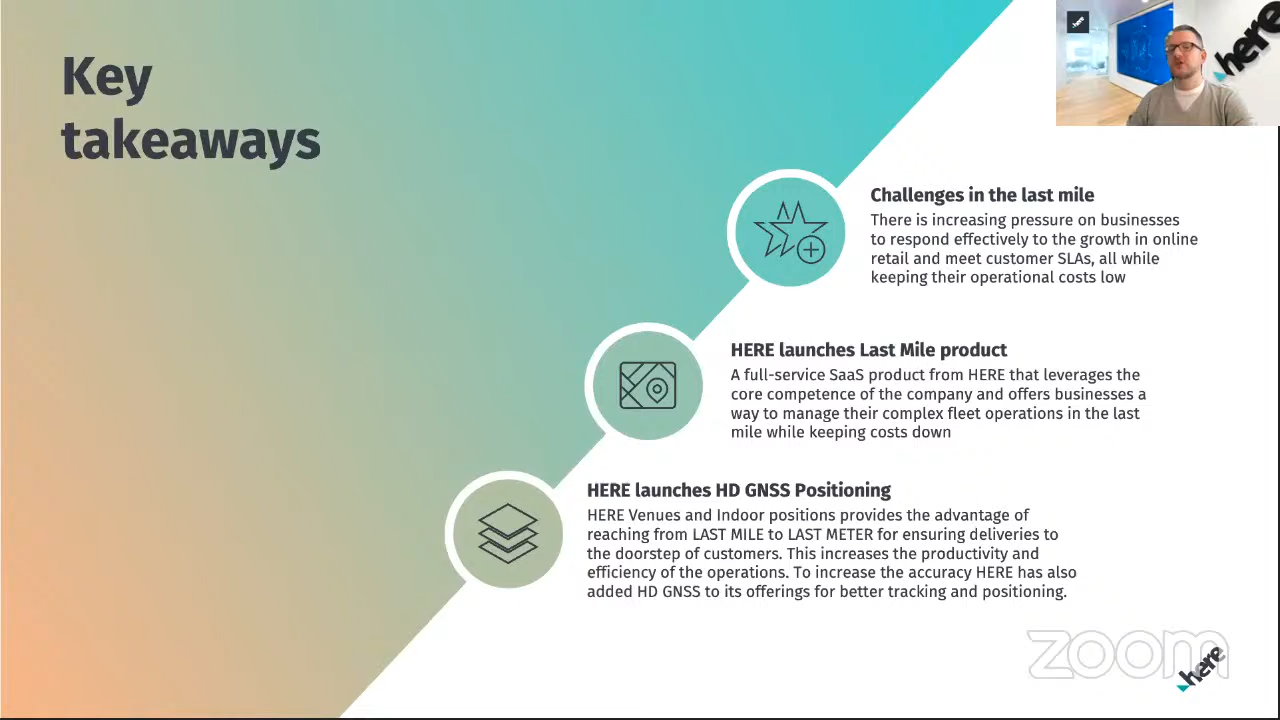 Key
takeaways
here
Challenges in the last mile
There is increasing pressure on businesses
to respond effectively to the growth in online
retail and meet customer SLAs, all while
keeping their operational costs low
HERE launches Last Mile product
A full-service SaaS product from HERE that leverages the
core competence of the company and offers businesses a
way to manage their complex fleet operations in the last
mile while keeping costs down
HERE launches HD GNSS Positioning
HERE Venues and Indoor positions provides the advantage of
reaching from LAST MILE to LAST METER for ensuring deliveries to
the doorstep of customers. This increases the productivity and
efficiency of the operations. To increase the accuracy HERE has also
added HD GNSS to its offerings for better tracking and positioning.
zoom
here